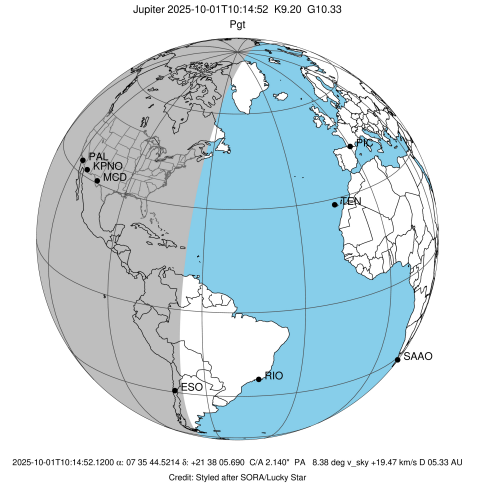 Jupiter 2025-10-01T10:14:52 K9.20 G10.33
Pgt
PIC
PAL
KPNO
MCD
TEN
SAAO
RIO
ESO
2025-10-01T10:14:52.1200 α: 07 35 44.5214 δ: +21 38 05.690 C/A 2.140" PA 8.38 deg v_sky +19.47 km/s D 05.33 AU
Credit: Styled after SORA/Lucky Star